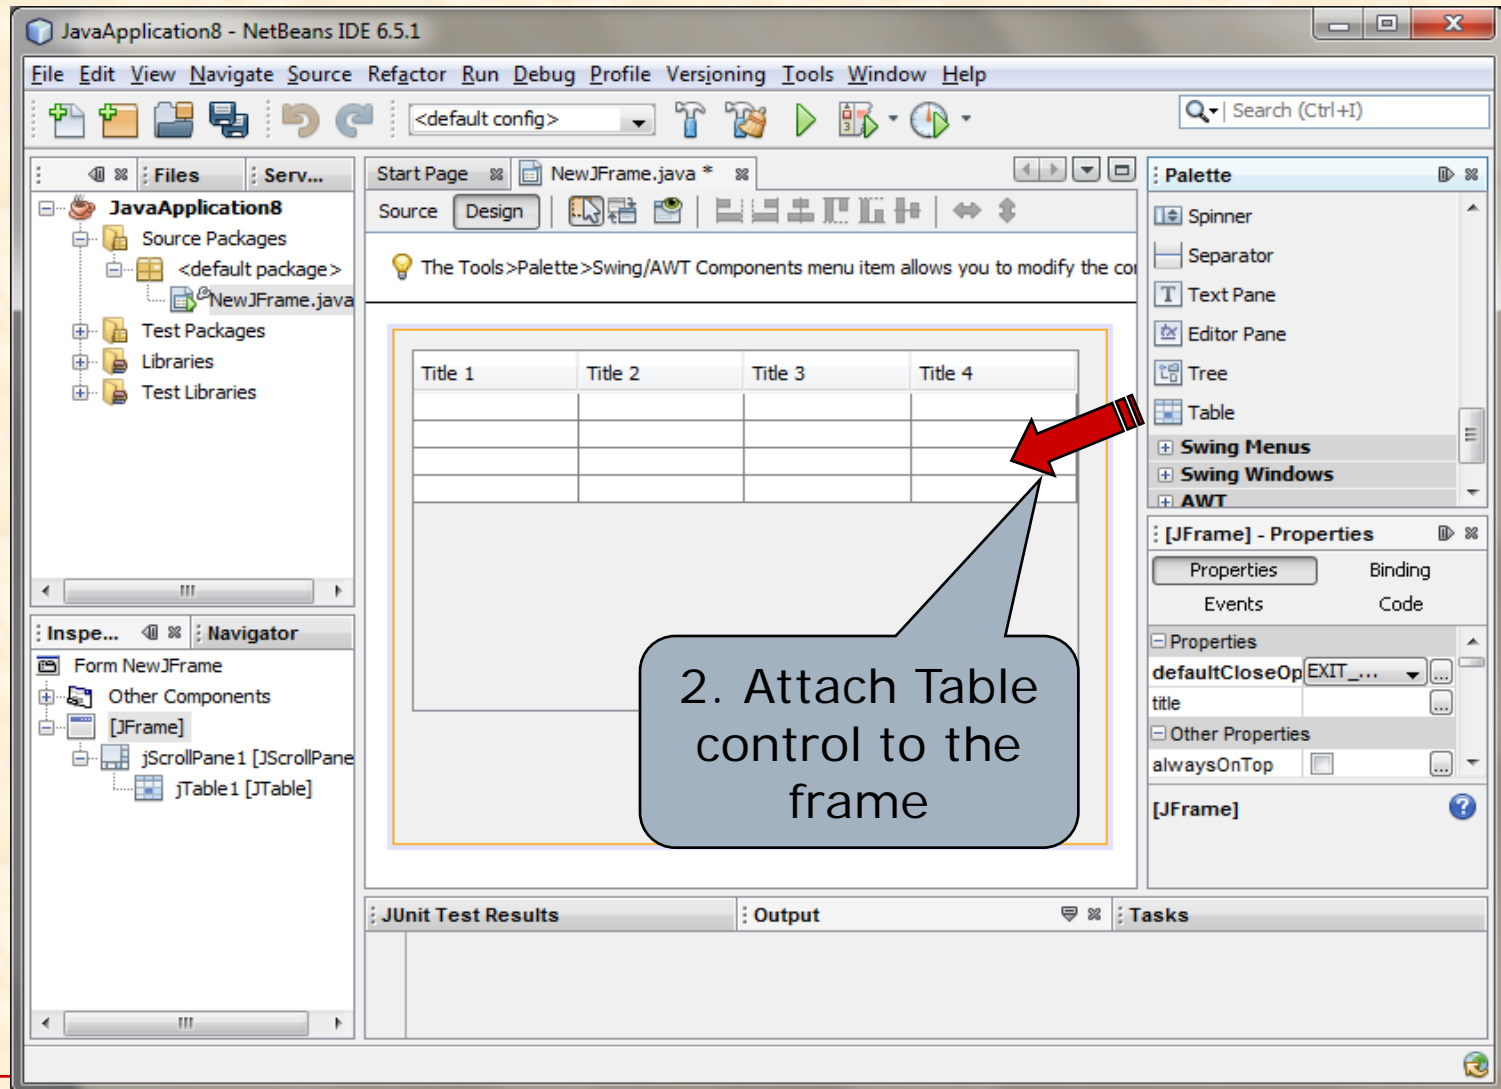 JavaApplication8 - NetBeans IDE 6.5.1
File Edit View Navigate Source Refactor Run Debug Profile Versioning Tools Window Help
<default config>
Search (Ctrl+I)
Files
Serv...
JavaApplication8
Source Packages
<default package>
NewJFrame.java
Test Packages
Libraries
Test Libraries
Start Page
NewJFrame.java *
Source Design
The Tools>Palette>Swing/AWT Components menu item allows you to modify the co
Title 1 Title 2 Title 3 Title 4
2. Attach Table
control to the
frame
Palette
Spinner
Separator
Text Pane
Editor Pane
Tree
Table
Swing Menus
Swing Windows
AWT
[JFrame] - Properties
Properties Binding
Events Code
Properties
defaultCloseOp EXIT_... ...
title ...
Other Properties
alwaysOnTop ...
[JFrame]
Inspe... Navigator
Form NewJFrame
Other Components
[JFrame]
jScrollPane1 [JScrollPane
jTable1 [JTable]
JUnit Test Results
Output
Tasks